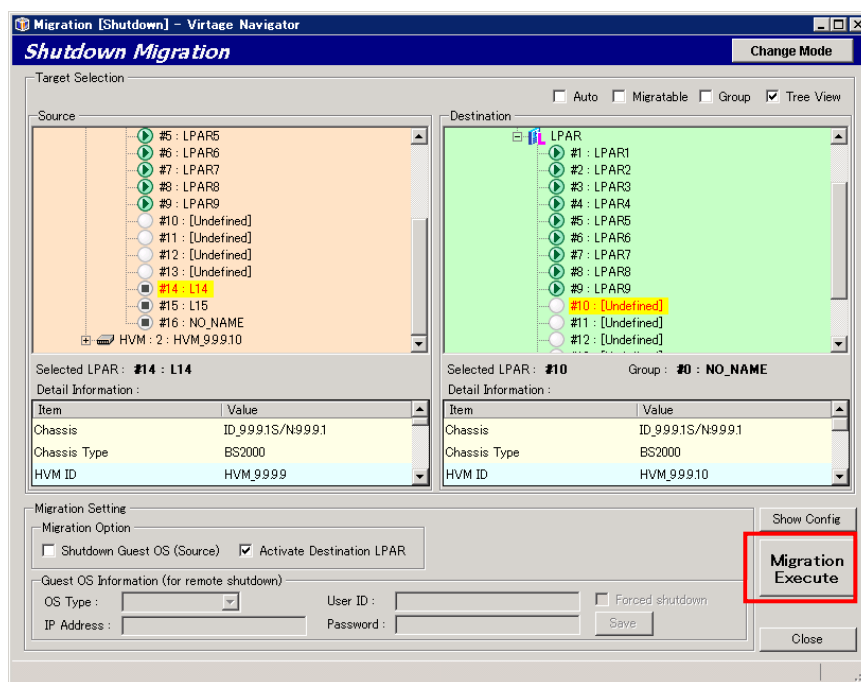 Migration [Shutdown] - Virtage Navigator
Shutdown Migration
Change Mode
Target Selection
Auto Migratable Group Tree View
Source
#5 : LPAR5
#6 : LPAR6
#7 : LPAR7
#8 : LPAR8
#9 : LPAR9
#10 : [Undefined]
#11 : [Undefined]
#12 : [Undefined]
#13 : [Undefined]
#14 : L14
#15 : L15
#16 : NO_NAME
HVM : 2 : HVM_9.9.9.10
Selected LPAR : #14 : L14
Detail Information :
Item Value
Chassis ID_9.9.9.1S/N:9.9.9.1
Chassis Type BS2000
HVM ID HVM_9.9.9.9
Destination
LPAR
#1 : LPAR1
#2 : LPAR2
#3 : LPAR3
#4 : LPAR4
#5 : LPAR5
#6 : LPAR6
#7 : LPAR7
#8 : LPAR8
#9 : LPAR9
#10 : [Undefined]
#11 : [Undefined]
#12 : [Undefined]
Selected LPAR : #10 Group : #0 : NO_NAME
Detail Information :
Item Value
Chassis ID_9.9.9.1S/N:9.9.9.1
Chassis Type BS2000
HVM ID HVM_9.9.9.10
Migration Setting
Migration Option
Shutdown Guest OS (Source) Activate Destination LPAR
Guest OS Information (for remote shutdown)
OS Type : User ID : Forced shutdown
IP Address : Password : Save
Show Config
Migration
Execute
Close